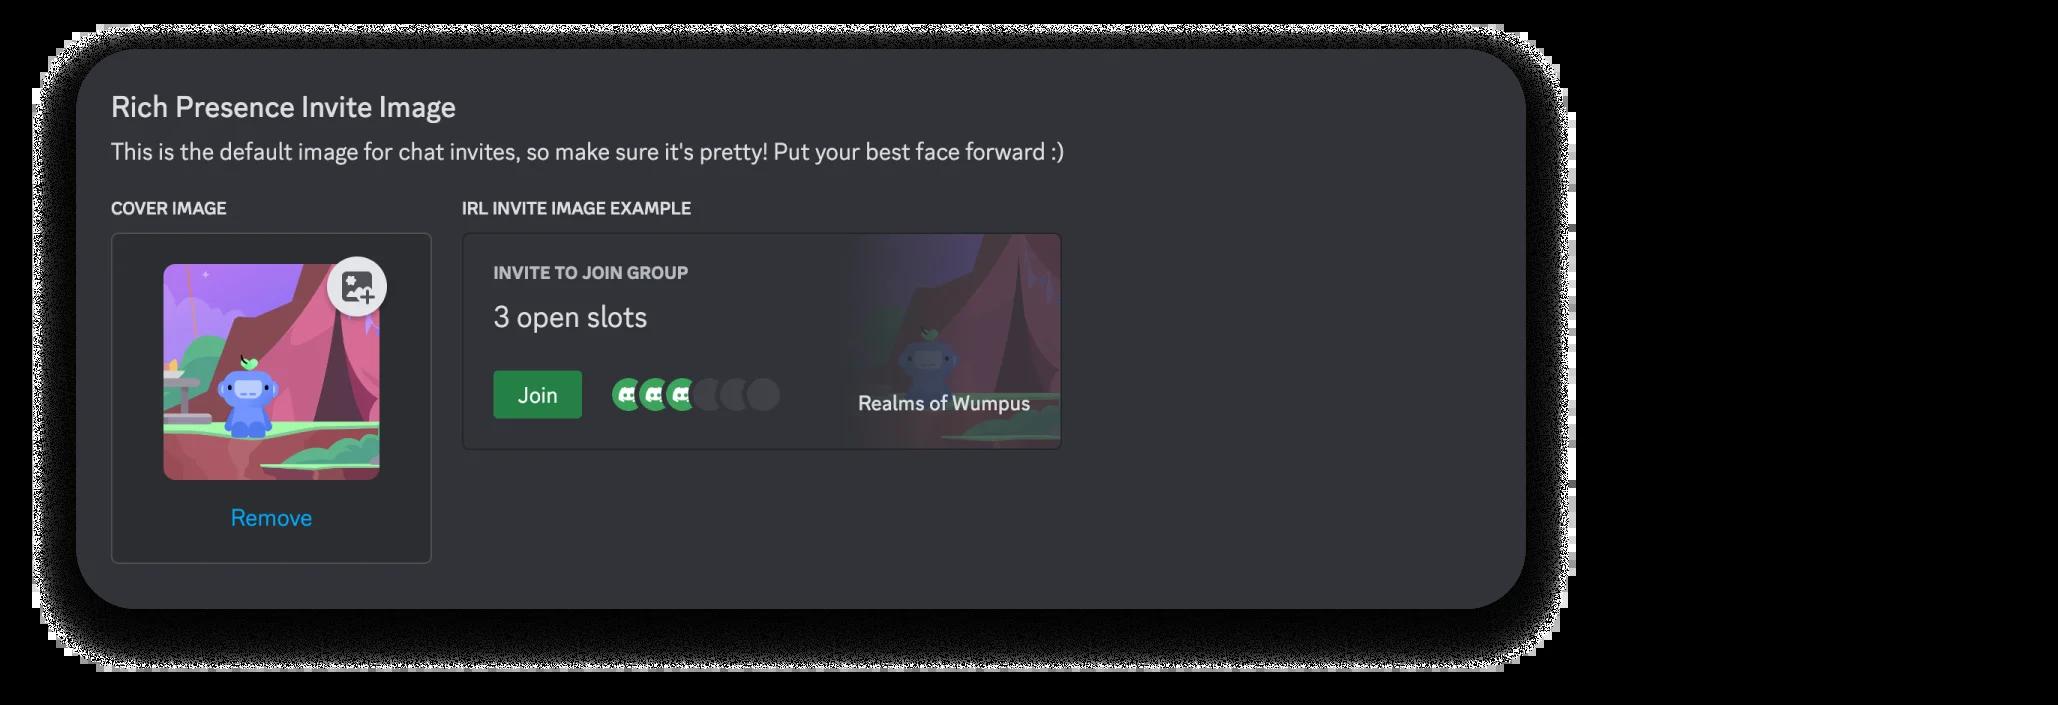 Rich Presence Invite Image
This is the default image for chat invites, so make sure it's pretty! Put your best face forward :)
COVER IMAGE
Remove
IRL INVITE IMAGE EXAMPLE
INVITE TO JOIN GROUP
3 open slots
Join
Realms of Wumpus